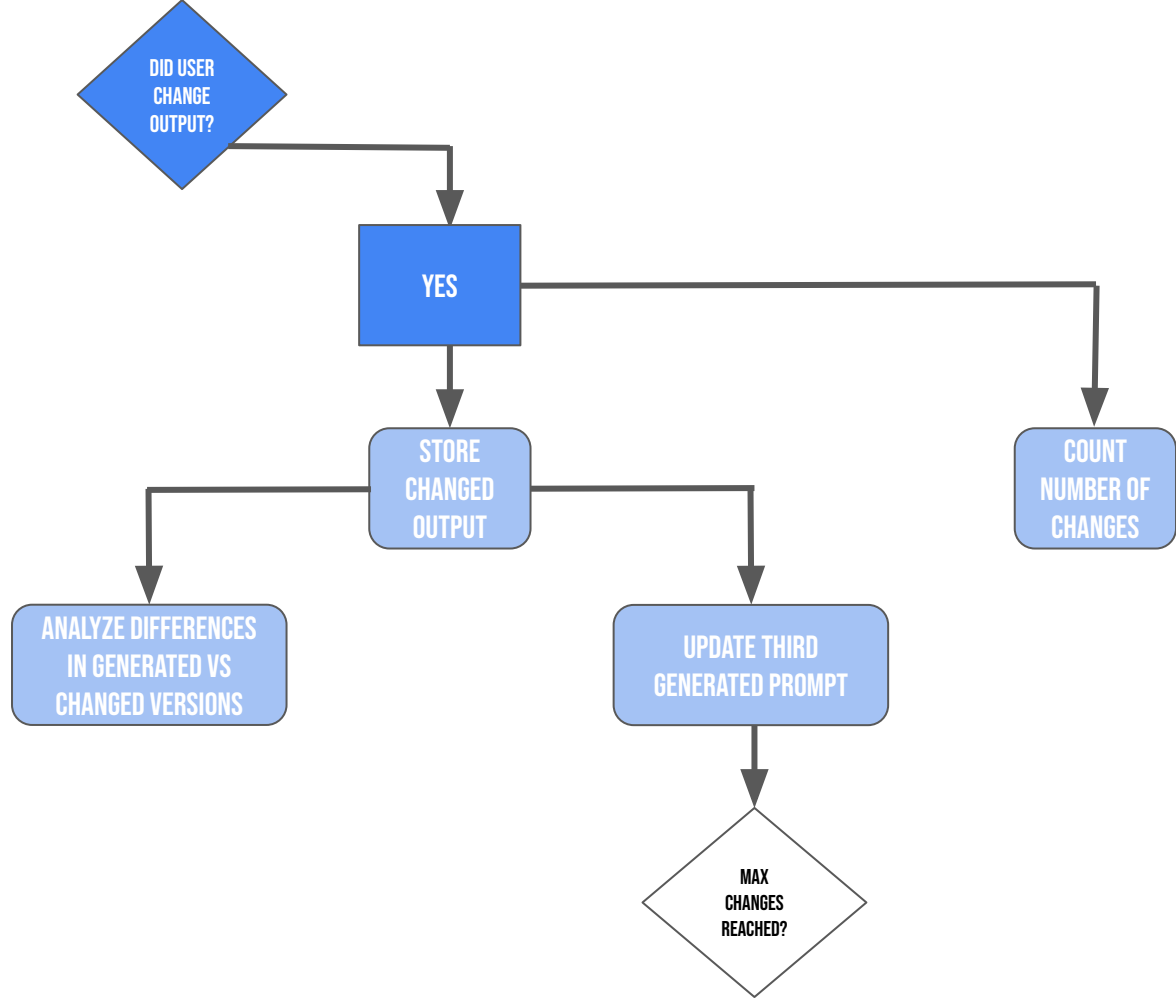 DID USER
CHANGE
OUTPUT?
YES
STORE
CHANGED
OUTPUT
COUNT
NUMBER OF
CHANGES
ANALYZE DIFFERENCES
IN GENERATED VS
CHANGED VERSIONS
UPDATE THIRD
GENERATED PROMPT
MAX
CHANGES
REACHED?